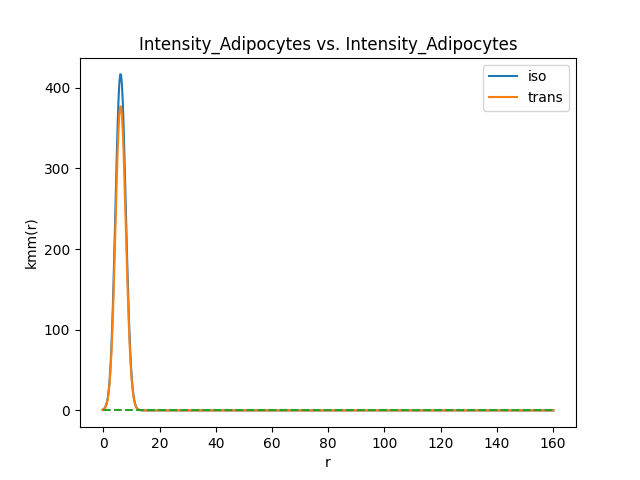 Intensity_Adipocytes vs. Intensity_Adipocytes
iso
trans
kmm(r)
400
300
200
100
0
0 20 40 60 80 100 120 140 160
r